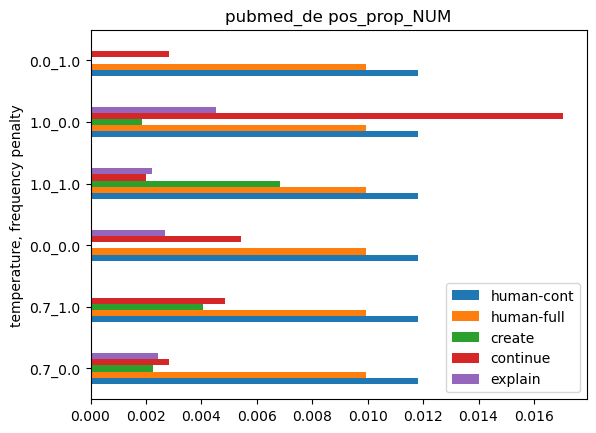 pubmed_de pos_prop_NUM
temperature, frequency penalty
0.0_1.0
1.0_0.0
1.0_1.0
0.0_0.0
0.7_1.0
0.7_0.0
human-cont
human-full
create
continue
explain
0.000 0.002 0.004 0.006 0.008 0.010 0.012 0.014 0.016